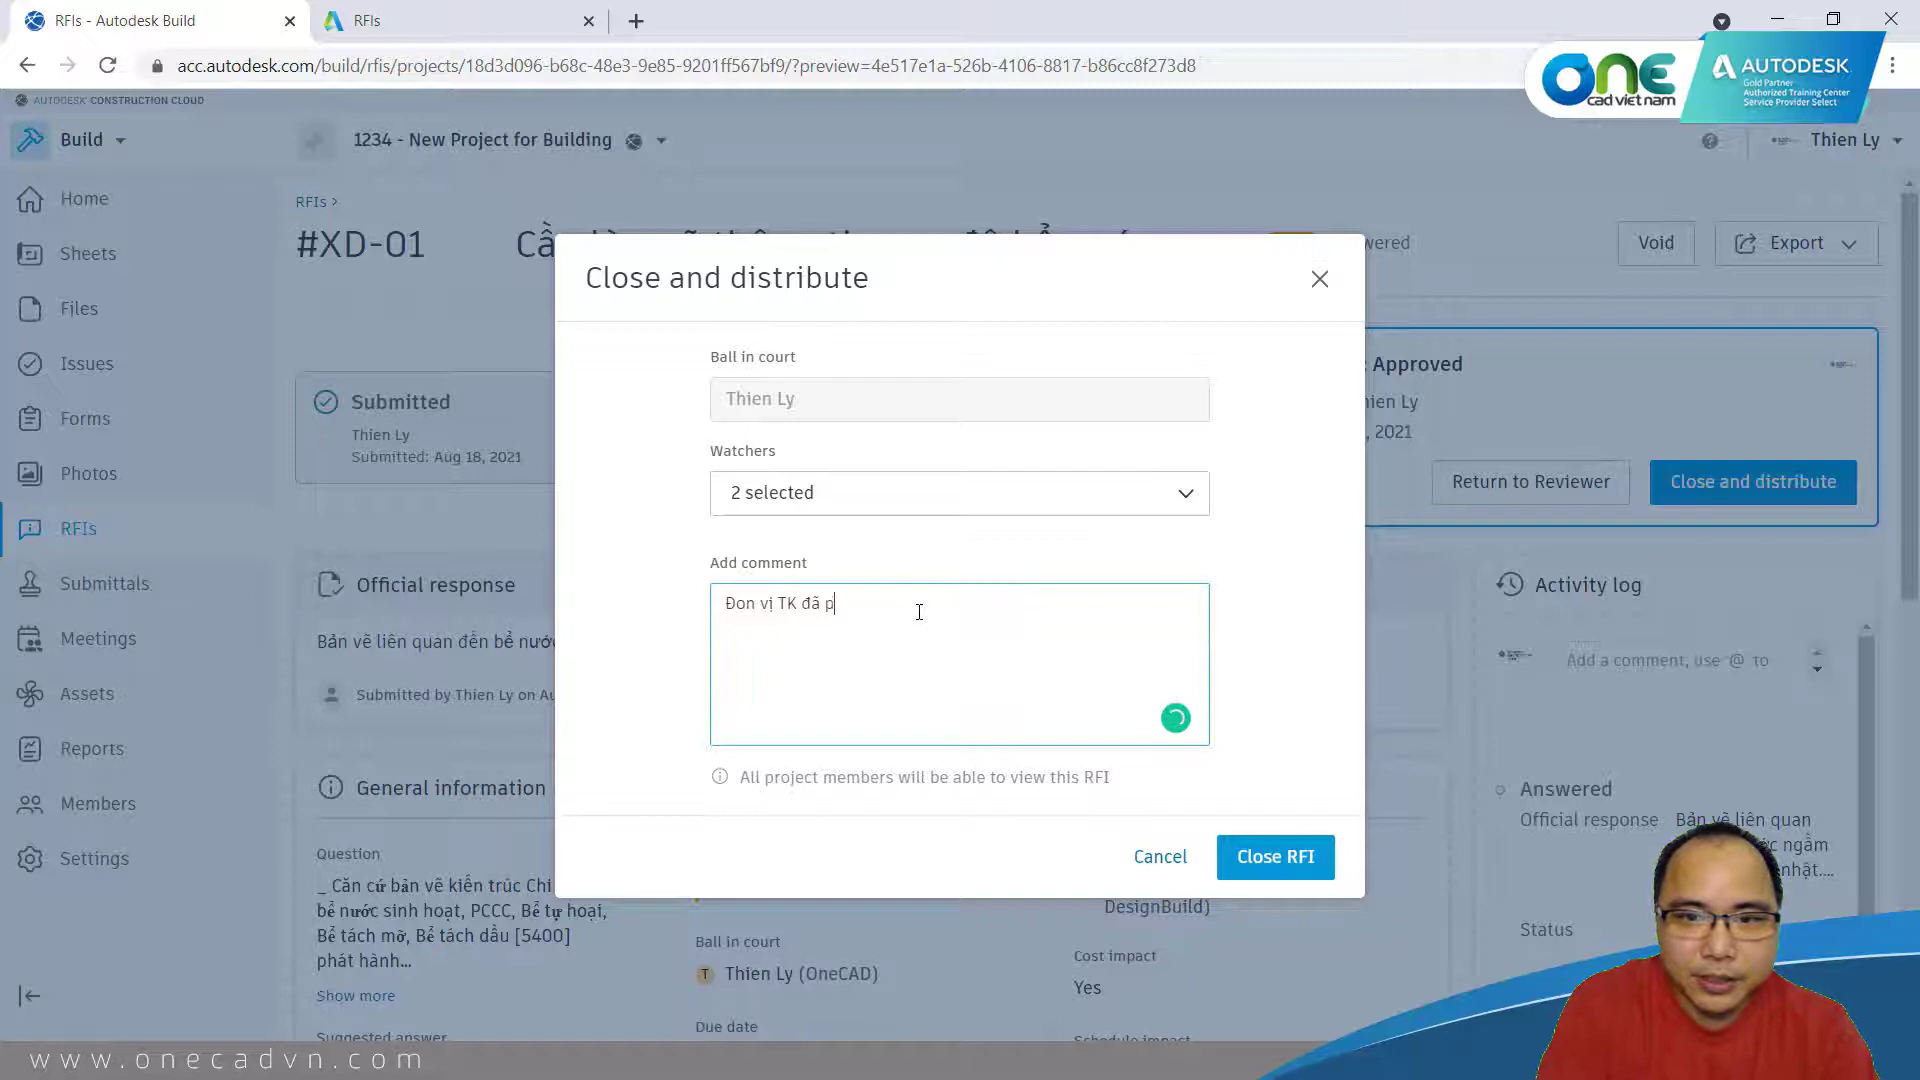 RFIs - Autodesk Build
RFIs
acc.autodesk.com/build/rfis/projects/18d3d096-b68c-48e3-9e85-9201ff567bf9/?preview=4e517e1a-526b-4106-8817-b86cc8f273d8
one
cad việt nam
AUTODESK
Gold Partner
Authorized Training Center
Service Provider Select
AUTODESK CONSTRUCTION CLOUD
Build
1234 - New Project for Building
Thien Ly
Home
Sheets
Files
Issues
Forms
Photos
RFIs
Submittals
Meetings
Assets
Reports
Members
Settings
RFIs >
#XD-01
Void
Export
Submitted
Thien Ly
Submitted: Aug 18, 2021
Approved
2021
Return to Reviewer
Close and distribute
Close and distribute
Ball in court
Thien Ly
Watchers
2 selected
Add comment
Đon vị TK đã p
All project members will be able to view this RFI
Cancel
Close RFI
Official response
Bản vẽ liên quan đến bể nước
Submitted by Thien Ly on Au
General information
Question
_ Căn cứ bản vẽ kiến trúc Chi
bể nước sinh hoạt, PCCC, Bể tự hoại,
Bể tách mỡ, Bể tách dầu [5400]
phát hành...
Show more
Suggested answer
DesignBuild)
Ball in court
T Thien Ly (OneCAD)
Due date
Cost impact
Yes
Schedule impact
Activity log
Add a comment, use @ to
Answered
Official response Bản vẽ liên quan
ngầm
nhật....
Status
www.onecadvn.com